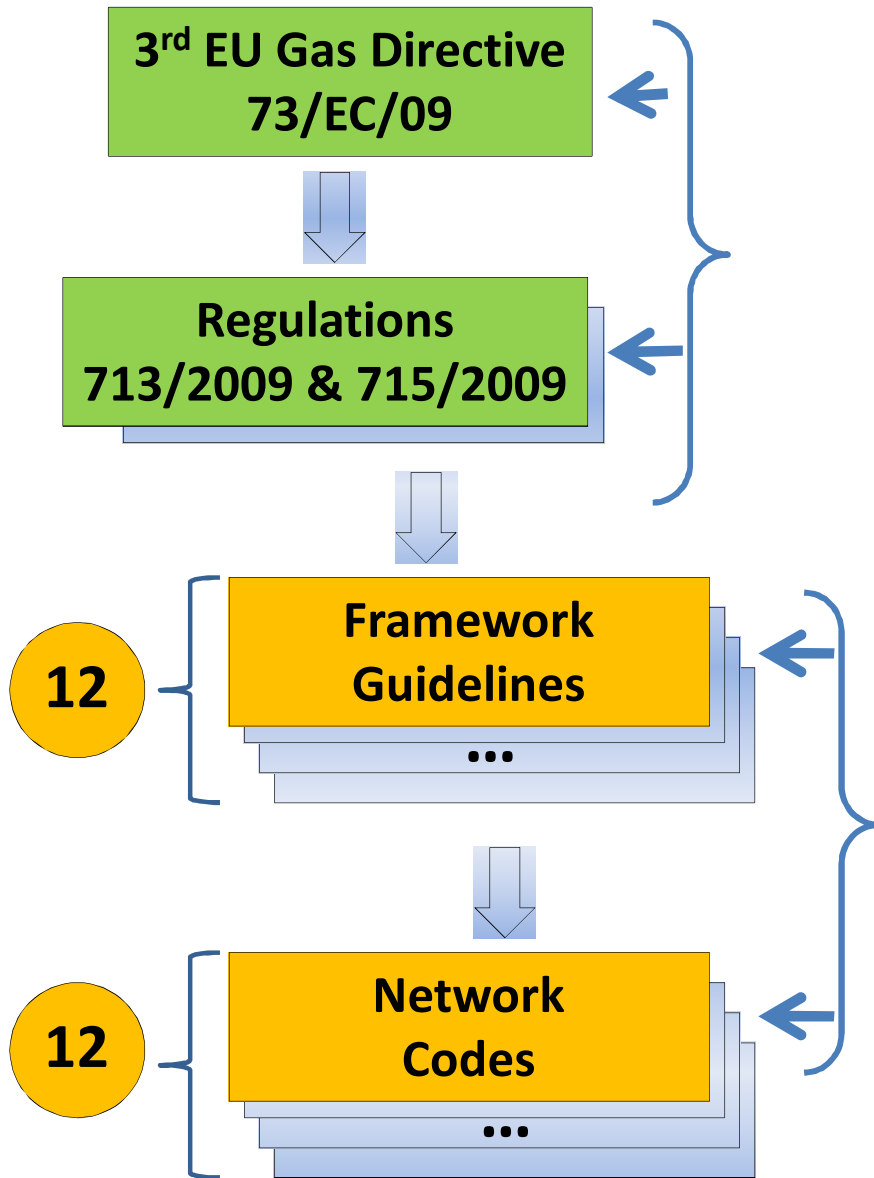 3rd EU Gas Directive
73/EC/09
Regulations
713/2009 & 715/2009
12
Framework
Guidelines
...
12
Network
Codes
...